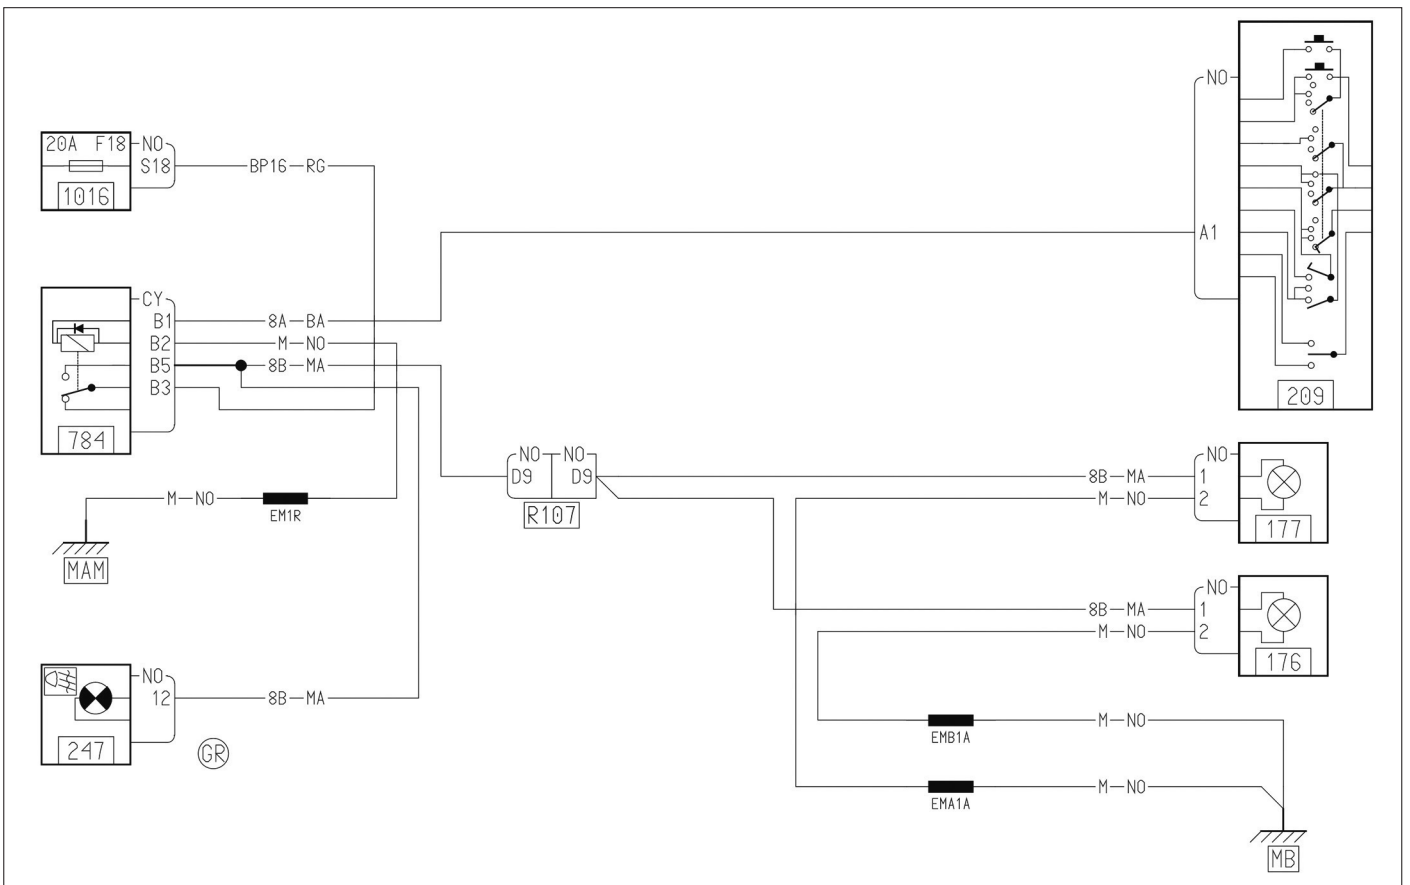 20A F18 NO
S18 BP16 RG
1016
NO
A1
209
CY
B1 8A BA
B2 M NO
B5 8B MA
B3
784
M NO
EM1R
MAM
NO NO
D9 D9
R107
NO
8B MA 1
M NO 2
177
NO
8B MA 1
M NO 2
176
NO
12 8B MA
247
GR
M NO
EMB1A
M NO
EMA1A
MB